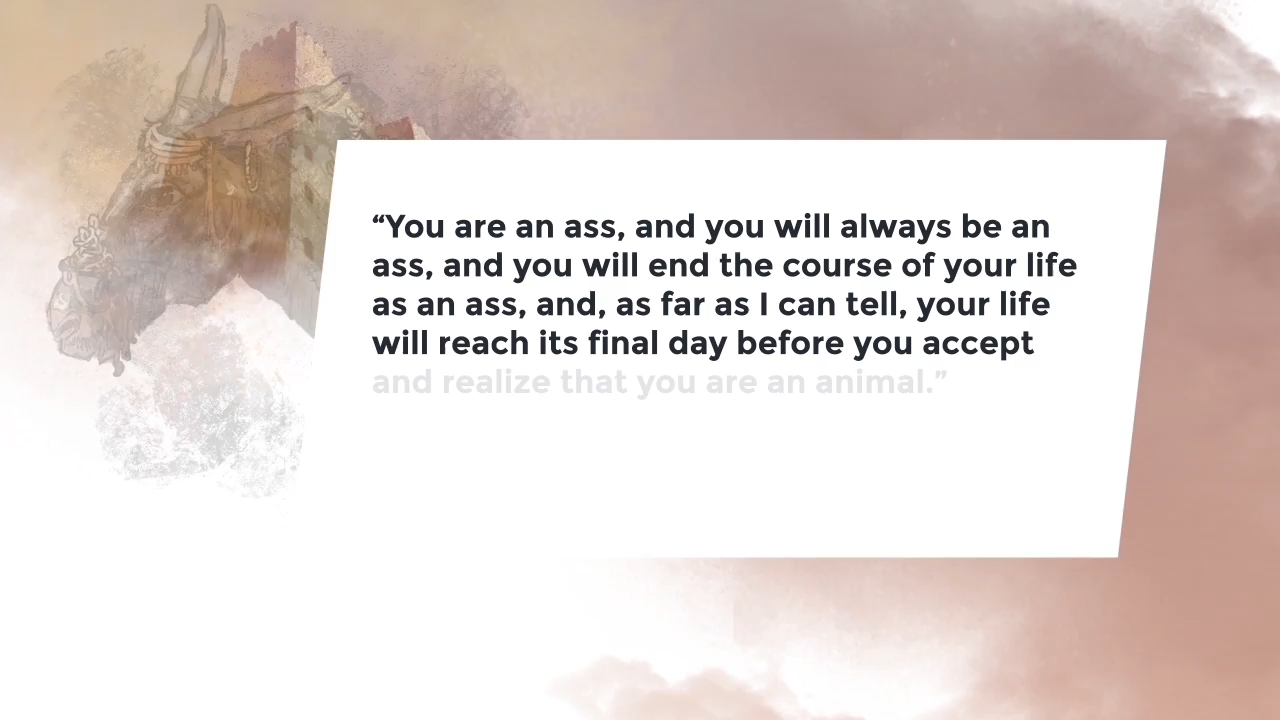 “You are an ass, and you will always be an
ass, and you will end the course of your life
as an ass, and, as far as I can tell, your life
will reach its final day before you accept
and realize that you are an animal.”